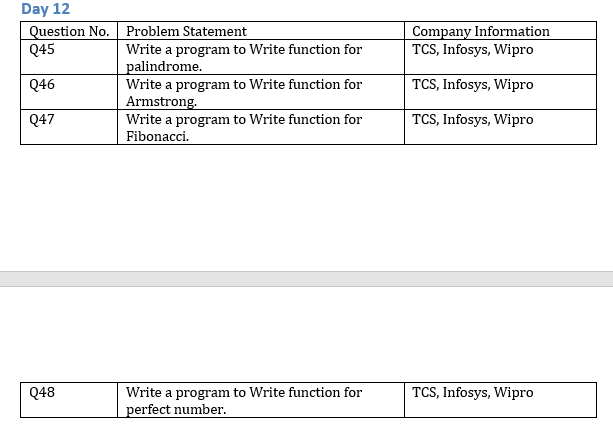 Day 12
Question No. Problem Statement Company Information
Q45 Write a program to Write function for TCS, Infosys, Wipro
palindrome.
Q46 Write a program to Write function for TCS, Infosys, Wipro
Armstrong.
Q47 Write a program to Write function for TCS, Infosys, Wipro
Fibonacci.
Q48 Write a program to Write function for TCS, Infosys, Wipro
perfect number.